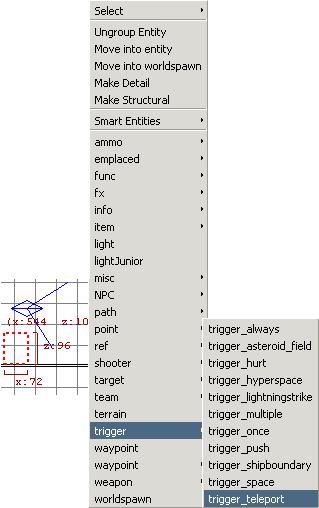 Select
Ungroup Entity
Move into entity
Move into worldspawn
Make Detail
Make Structural
Smart Entities
ammo
emplaced
func
fx
info
item
light
lightJunior
misc
NPC
path
point
ref
shooter
target
team
terrain
trigger
waypoint
waypoint
weapon
worldspawn
(x:544 z:10
z:96
x:72
trigger_always
trigger_asteroid_field
trigger_hurt
trigger_hyperspace
trigger_lightningstrike
trigger_multiple
trigger_once
trigger_push
trigger_shipboundary
trigger_space
trigger_teleport